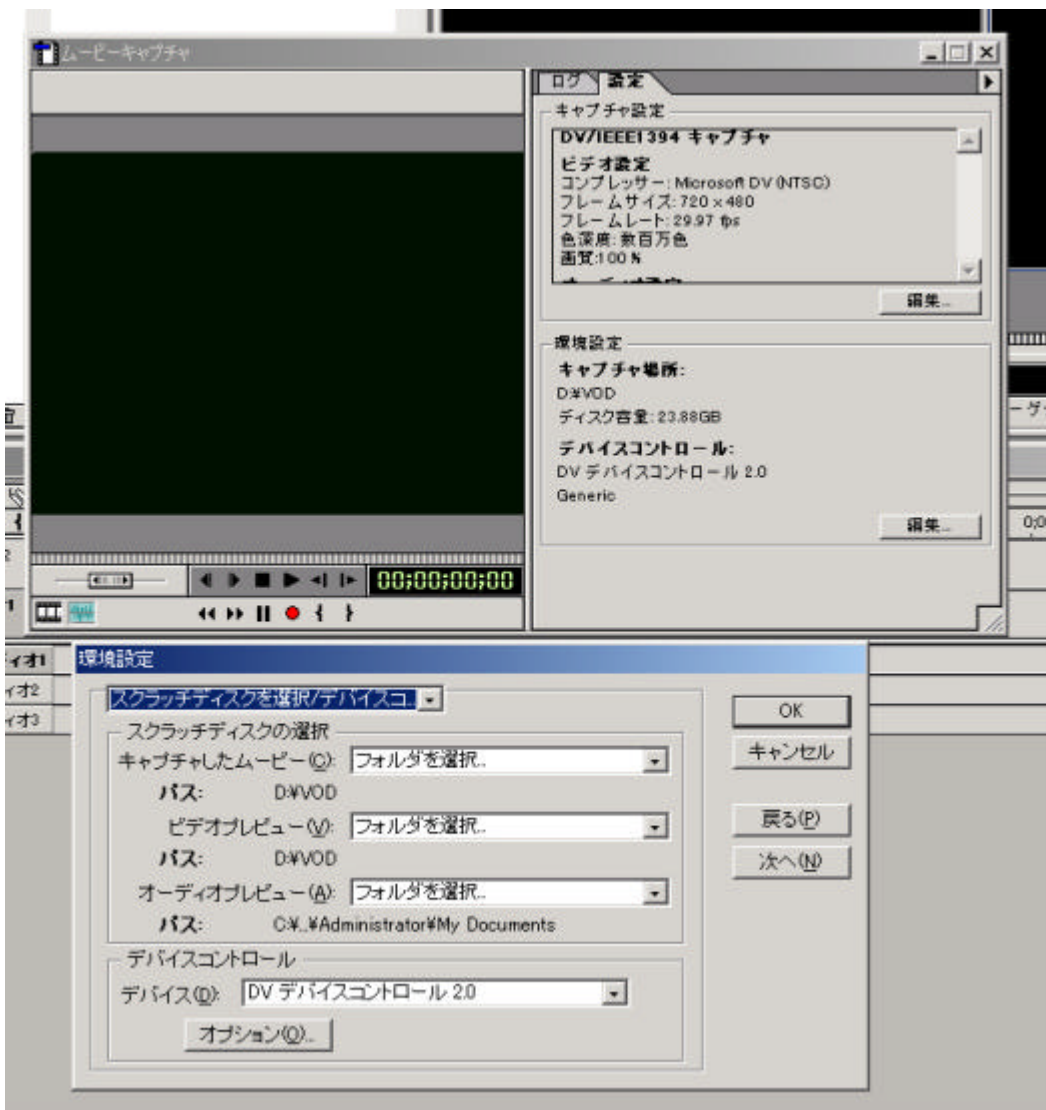 ムービーキャプチャ
ログ 設定
キャプチャ設定
DV/IEEE1394 キャプチャ
ビデオ設定
コンプレッサー: Microsoft DV (NTSC)
フレームサイズ: 720 × 480
フレームレート: 29.97 fps
色深度: 数百万色
画質:100 %
編集...
環境設定
キャプチャ場所:
D:¥VOD
ディスク容量: 23.88GB
デバイスコントロール:
DV デバイスコントロール 2.0
Generic
編集...
00;00;00;00
環境設定
スクラッチディスクを選択/デバイスコ..
スクラッチディスクの選択
キャプチャしたムービー(C): フォルダを選択..
パス: D:¥VOD
ビデオプレビュー(V): フォルダを選択..
パス: D:¥VOD
オーディオプレビュー(A): フォルダを選択..
パス: C:¥..¥Administrator¥My Documents
デバイスコントロール
デバイス(D): DV デバイスコントロール 2.0
オプション(O)...
OK
キャンセル
戻る(P)
次へ(N)